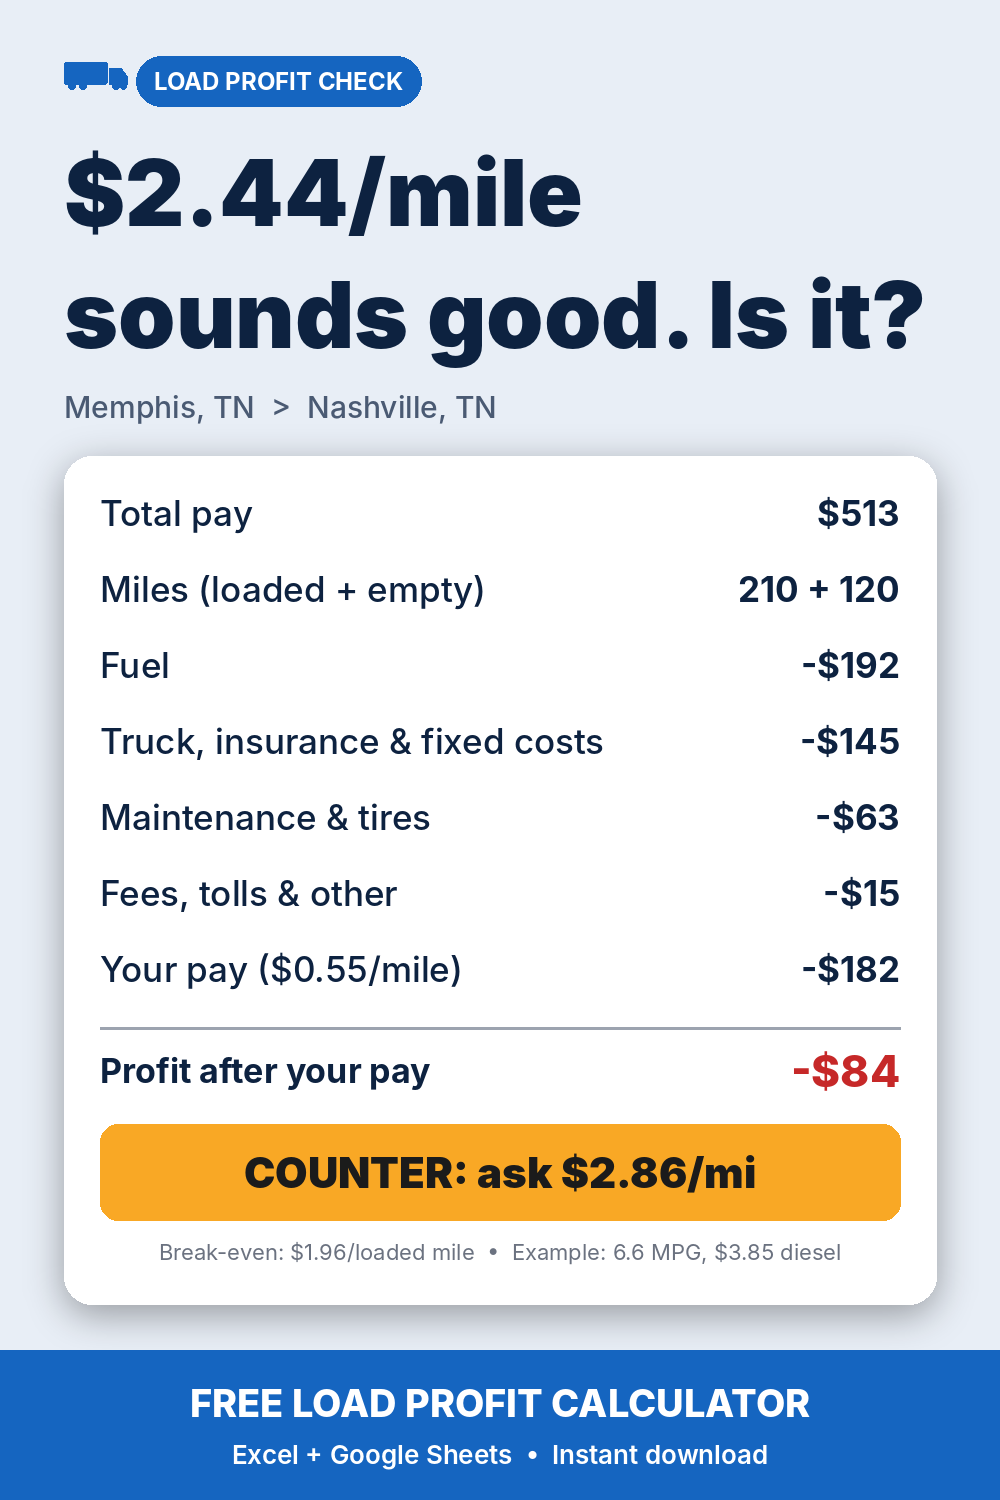 LOAD PROFIT CHECK
$2.44/mile
sounds good. Is it?
Memphis, TN > Nashville, TN
Total pay $513
Miles (loaded + empty) 210 + 120
Fuel -$192
Truck, insurance & fixed costs -$145
Maintenance & tires -$63
Fees, tolls & other -$15
Your pay ($0.55/mile) -$182
Profit after your pay -$84
COUNTER: ask $2.86/mi
Break-even: $1.96/loaded mile • Example: 6.6 MPG, $3.85 diesel
FREE LOAD PROFIT CALCULATOR
Excel + Google Sheets • Instant download